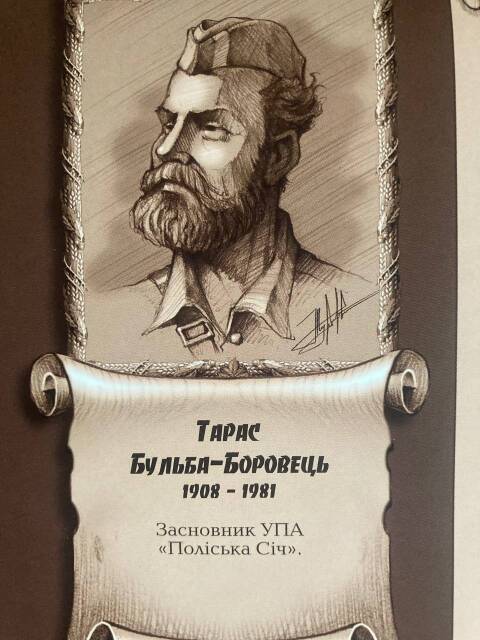 Тарас
Бульба-Боровець
1908 - 1981
Засновник УПА
«Поліська Січ».